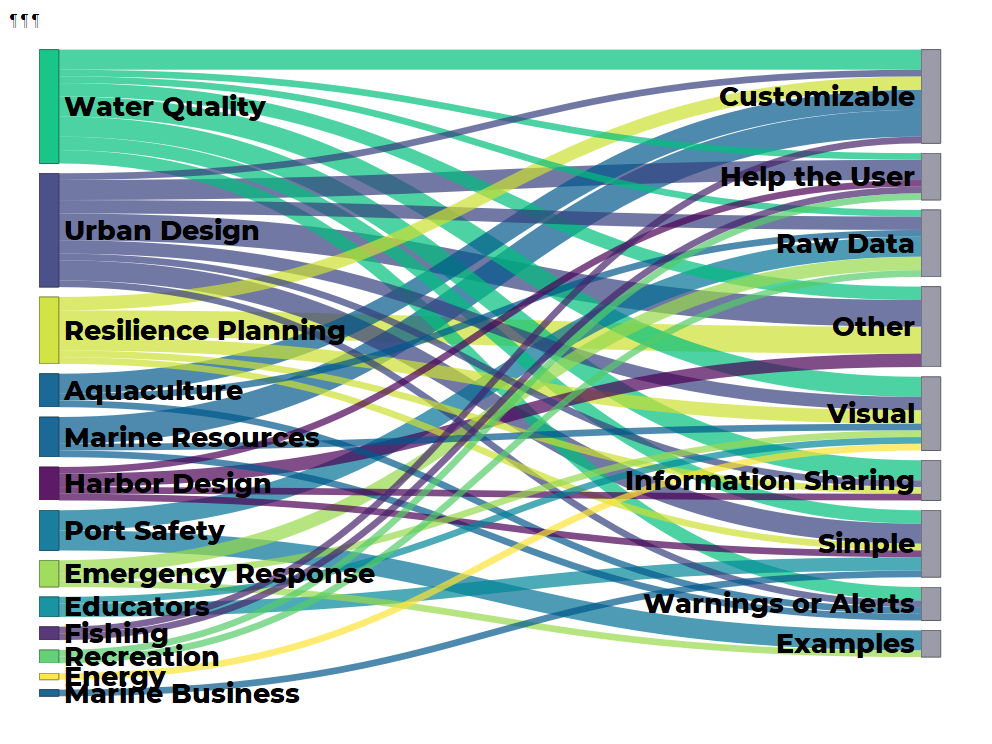 ¶ ¶ ¶
Water Quality
Urban Design
Resilience Planning
Aquaculture
Marine Resources
Harbor Design
Port Safety
Emergency Response
Educators
Fishing
Recreation
Energy
Marine Business
Customizable
Help the User
Raw Data
Other
Visual
Information Sharing
Simple
Warnings or Alerts
Examples